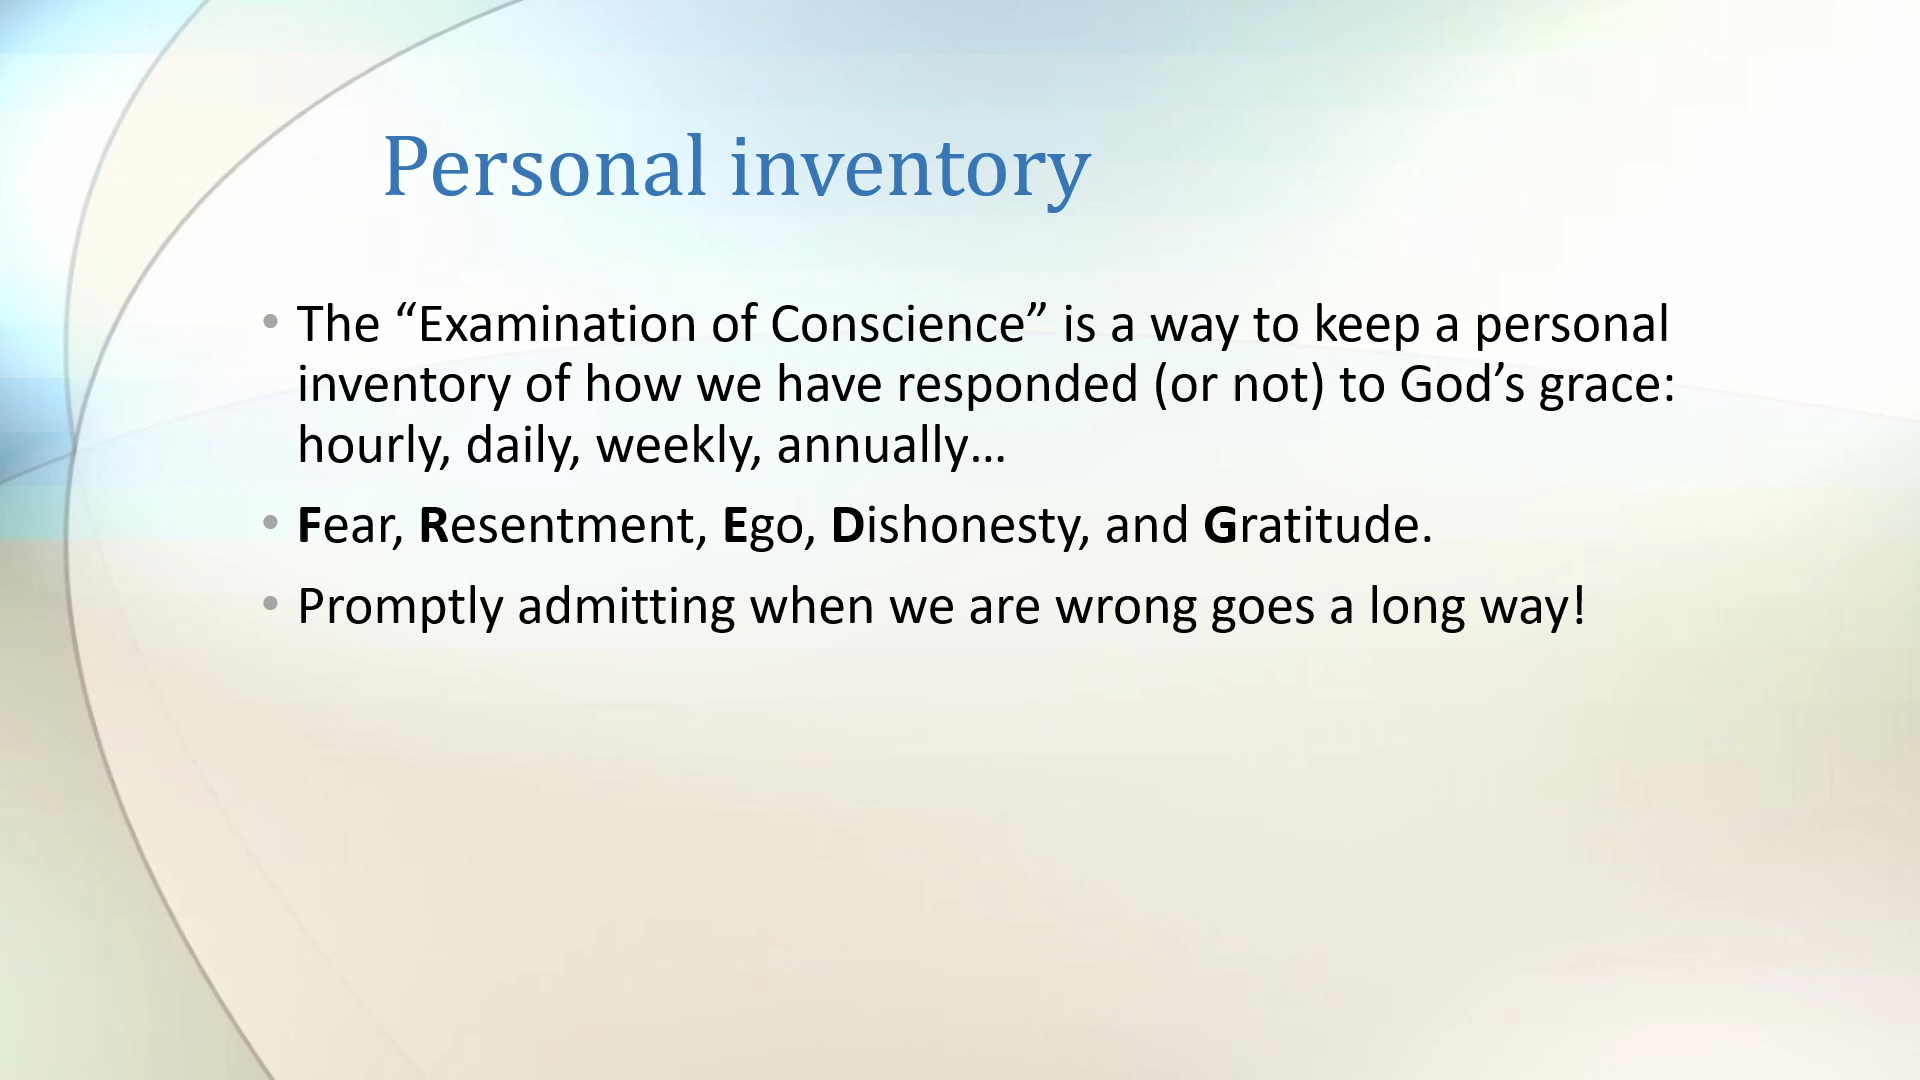 Personal inventory
• The “Examination of Conscience” is a way to keep a personal
inventory of how we have responded (or not) to God’s grace:
hourly, daily, weekly, annually…
• Fear, Resentment, Ego, Dishonesty, and Gratitude.
• Promptly admitting when we are wrong goes a long way!